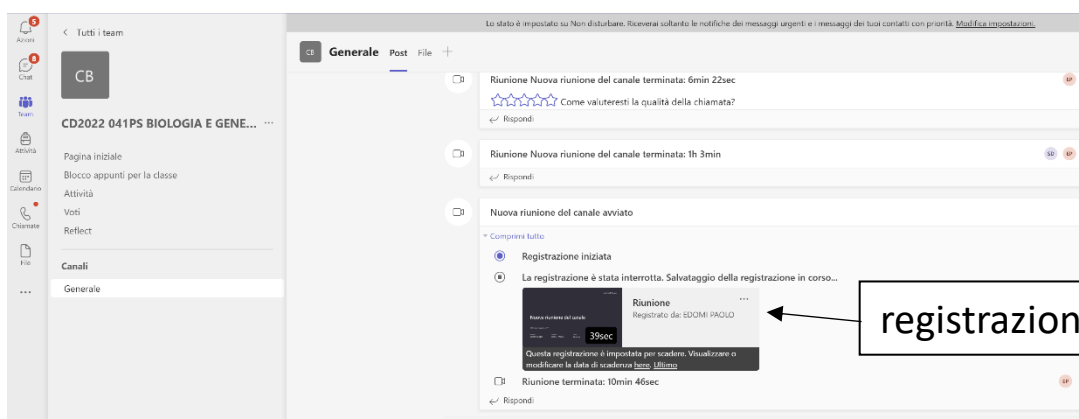 Lo stato è impostato su Non disturbare. Riceverai soltanto le notifiche dei messaggi urgenti e i messaggi dei tuoi contatti con priorità. Modifica impostazioni.
5
Azioni
8
Chat
Team
Attività
Calendario
Chiamate
File
Tutti i team
CB
CD2022 041PS BIOLOGIA E GENE... ...
Pagina iniziale
Blocco appunti per la classe
Attività
Voti
Reflect
Canali
Generale
CB Generale Post File
Riunione Nuova riunione del canale terminata: 6min 22sec EP
Come valuteresti la qualità della chiamata?
Rispondi
Riunione Nuova riunione del canale terminata: 1h 3min SD EP
Rispondi
Nuova riunione del canale avviato
Comprimi tutto
Registrazione iniziata
La registrazione è stata interrotta. Salvataggio della registrazione in corso...
Nuova riunione del canale
39sec
Riunione
Registrato da: EDOMI PAOLO
Questa registrazione è impostata per scadere. Visualizzare o
modificare la data di scadenza here. Ultimo
registrazion
Riunione terminata: 10min 46sec EP
Rispondi